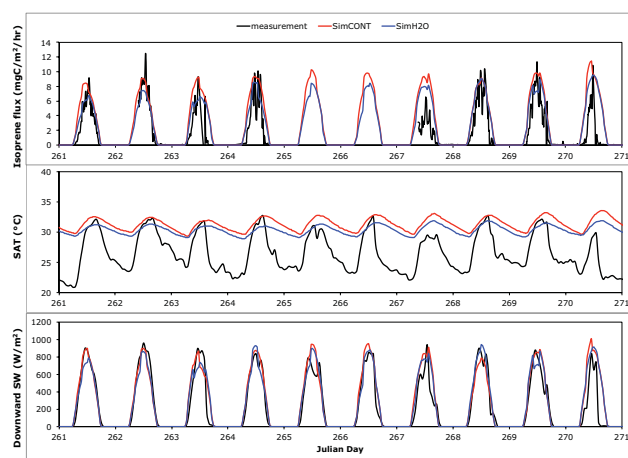 measurement SimCONT SimH2O
Isoprene flux (mgC/m²/hr)
14
12
10
8
6
4
2
0
261 262 263 264 265 266 267 268 269 270 271
SAT (°C)
40
35
30
25
20
261 262 263 264 265 266 267 268 269 270 271
Downward SW (W/m²)
1200
1000
800
600
400
200
0
261 262 263 264 265 266 267 268 269 270 271
Julian Day